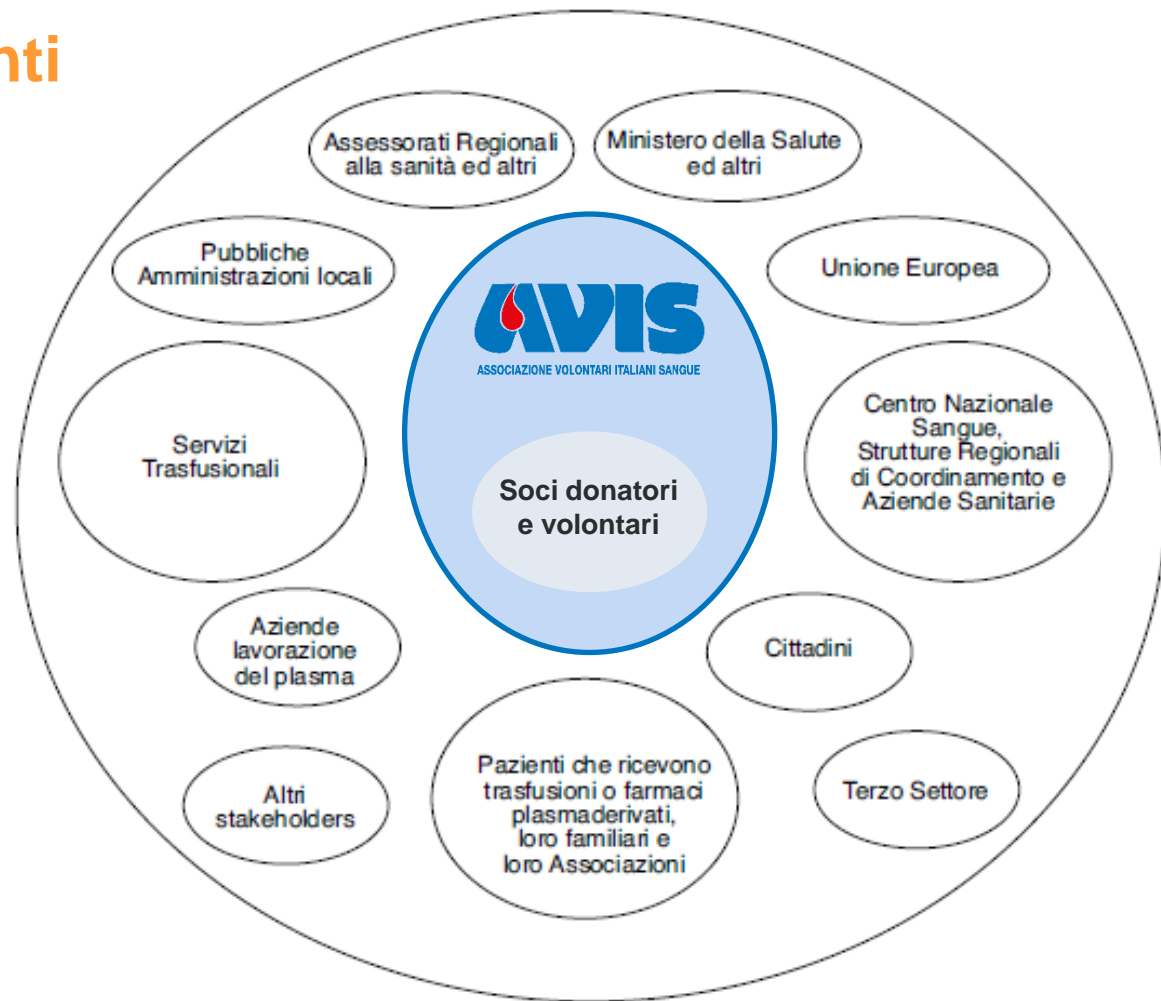 nti
Assessorati Regionali
alla sanità ed altri
Ministero della Salute
ed altri
Pubbliche
Amministrazioni locali
Unione Europea
AVIS
ASSOCIAZIONE VOLONTARI ITALIANI SANGUE
Servizi
Trasfusionali
Centro Nazionale
Sangue,
Strutture Regionali
di Coordinamento e
Aziende Sanitarie
Soci donatori
e volontari
Aziende
lavorazione
del plasma
Cittadini
Altri
stakeholders
Pazienti che ricevono
trasfusioni o farmaci
plasmaderivati,
loro familiari e
loro Associazioni
Terzo Settore